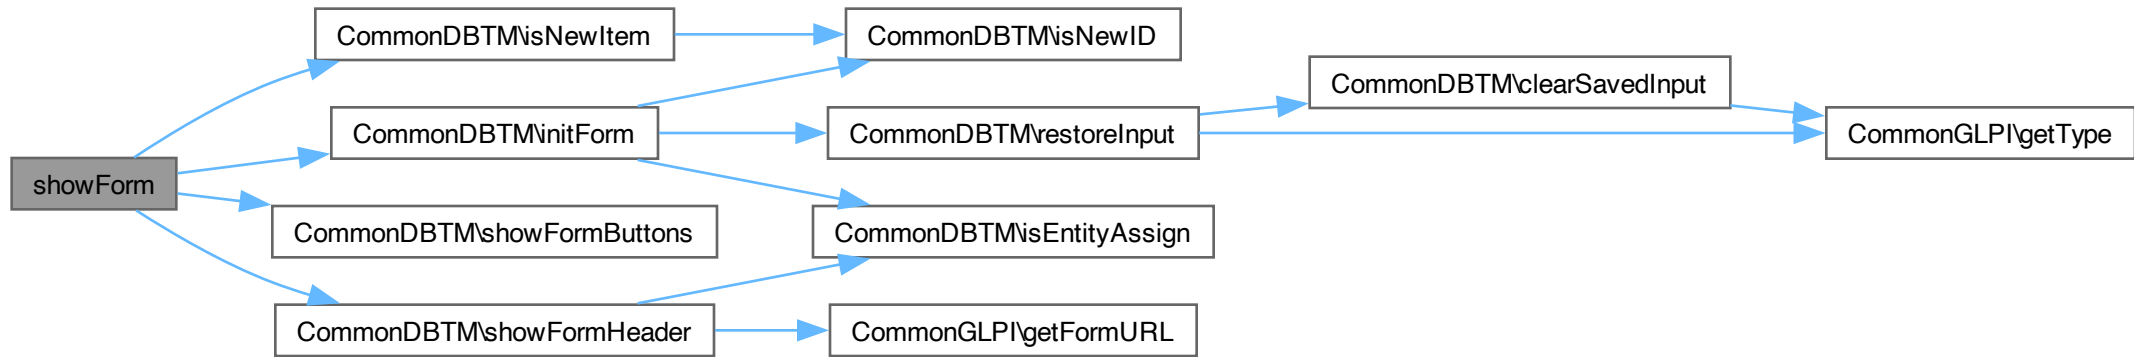 showForm
CommonDBTM\isNewItem
CommonDBTM\initForm
CommonDBTM\showFormButtons
CommonDBTM\showFormHeader
CommonDBTM\isNewID
CommonDBTM\restoreInput
CommonDBTM\isEntityAssign
CommonGLPI\getFormURL
CommonDBTM\clearSavedInput
CommonGLPI\getType